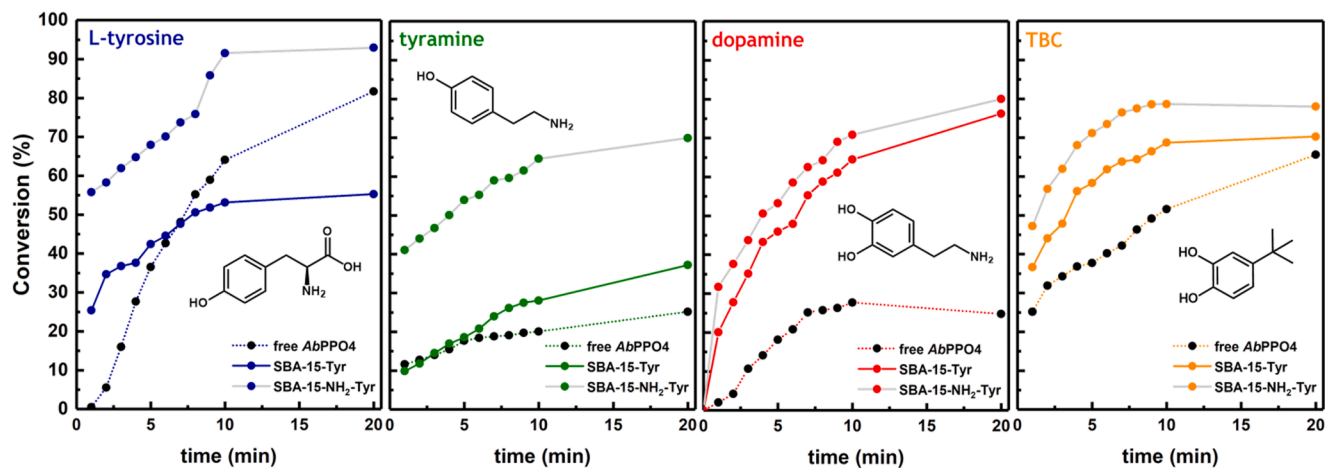 L-tyrosine
tyramine
dopamine
TBC
Conversion (%)
100
90
80
70
60
50
40
30
20
10
0
HO
O
OH
NH2
HO
NH2
HO
HO
NH2
HO
HO
free AbPPO4
SBA-15-Tyr
SBA-15-NH2-Tyr
free AbPPO4
SBA-15-Tyr
SBA-15-NH2-Tyr
free AbPPO4
SBA-15-Tyr
SBA-15-NH2-Tyr
free AbPPO4
SBA-15-Tyr
SBA-15-NH2-Tyr
0 5 10 15 20
0 5 10 15 20
0 5 10 15 20
0 5 10 15 20
time (min)
time (min)
time (min)
time (min)